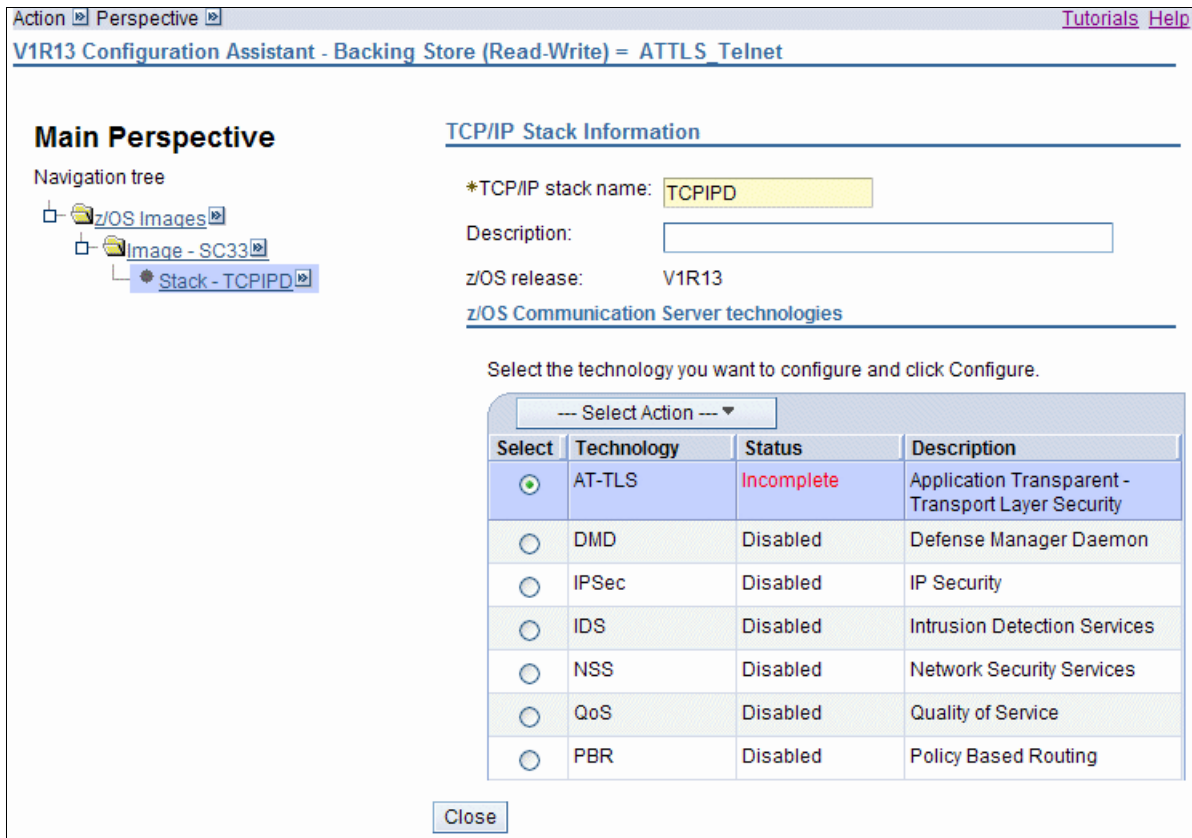 Action Perspective Tutorials Help
V1R13 Configuration Assistant - Backing Store (Read-Write) = ATTLS_Telnet
Main Perspective
Navigation tree
z/OS Images
Image - SC33
Stack - TCPIPD
TCP/IP Stack Information
*TCP/IP stack name: TCPIPD
Description:
z/OS release: V1R13
z/OS Communication Server technologies
Select the technology you want to configure and click Configure.
--- Select Action ---
Select Technology Status Description
AT-TLS Incomplete Application Transparent -
Transport Layer Security
DMD Disabled Defense Manager Daemon
IPSec Disabled IP Security
IDS Disabled Intrusion Detection Services
NSS Disabled Network Security Services
QoS Disabled Quality of Service
PBR Disabled Policy Based Routing
Close